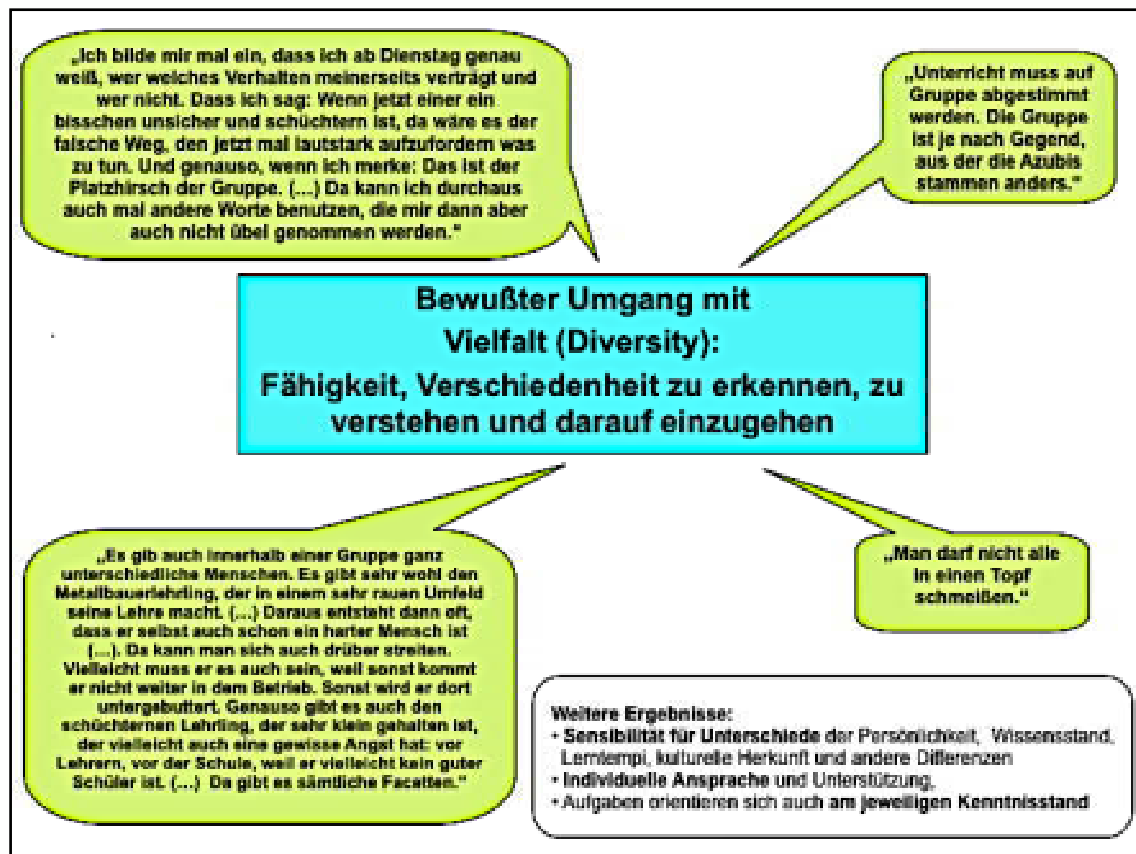 „Ich bilde mir mal ein, dass ich ab Dienstag genau
weiß, wer welches Verhalten meinerseits verträgt und
wer nicht. Dass ich sag: Wenn jetzt einer ein
bisschen unsicher und schüchtern ist, da wäre es der
falsche Weg, den jetzt mal lautstark aufzufordern was
zu tun. Und genauso, wenn ich merke: Das ist der
Platzhirsch der Gruppe. (...) Da kann ich durchaus
auch mal andere Worte benutzen, die mir dann aber
auch nicht übel genommen werden.“
„Unterricht muss auf
Gruppe abgestimmt
werden. Die Gruppe
ist je nach Gegend,
aus der die Azubis
stammen anders.“
Bewußter Umgang mit
Vielfalt (Diversity):
Fähigkeit, Verschiedenheit zu erkennen, zu
verstehen und darauf einzugehen
„Es gib auch innerhalb einer Gruppe ganz
unterschiedliche Menschen. Es gibt sehr wohl den
Metallbauerlehrling, der in einem sehr rauen Umfeld
seine Lehre macht. (...) Daraus entsteht dann oft,
dass er selbst auch schon ein harter Mensch ist
(...). Da kann man sich auch drüber streiten.
Vielleicht muss er es auch sein, weil sonst kommt
er nicht weiter in dem Betrieb. Sonst wird er dort
untergebuttert. Genauso gibt es auch den
schüchternen Lehrling, der sehr klein gehalten ist,
der vielleicht auch eine gewisse Angst hat: vor
Lehrern, vor der Schule, weil er vielleicht kein guter
Schüler ist. (...) Da gibt es sämtliche Facetten.“
„Man darf nicht alle
in einen Topf
schmeißen.“
Weitere Ergebnisse:
• Sensibilität für Unterschiede der Persönlichkeit, Wissensstand,
Lerntempi, kulturelle Herkunft und andere Differenzen
• Individuelle Ansprache und Unterstützung,
• Aufgaben orientieren sich auch am jeweiligen Kenntnisstand